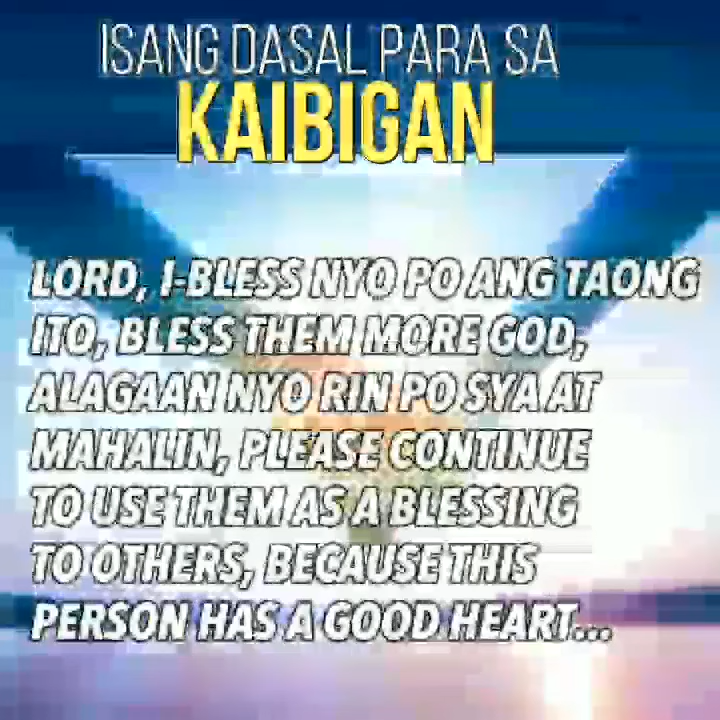 ISANG DASAL PARA SA
KAIBIGAN
LORD, I-BLESS NYO PO ANG TAONG
ITO, BLESS THEM MORE GOD,
ALAGAAN NYO RIN PO SYA AT
MAHALIN, PLEASE CONTINUE
TO USE THEM AS A BLESSING
TO OTHERS, BECAUSE THIS
PERSON HAS A GOOD HEART...